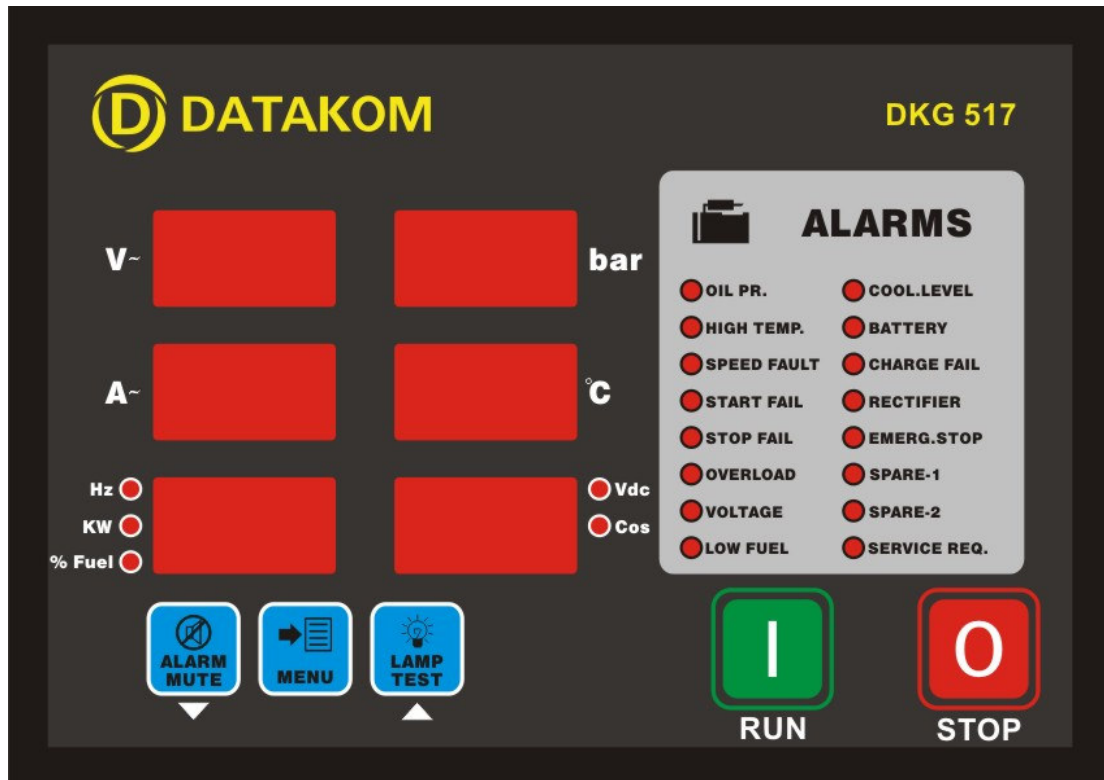 D DATAKOM
DKG 517
V~
bar
A~
°C
Hz
KW
% Fuel
Vdc
Cos
ALARMS
OIL PR.
HIGH TEMP.
SPEED FAULT
START FAIL
STOP FAIL
OVERLOAD
VOLTAGE
LOW FUEL
COOL.LEVEL
BATTERY
CHARGE FAIL
RECTIFIER
EMERG.STOP
SPARE-1
SPARE-2
SERVICE REQ.
ALARM
MUTE
MENU
LAMP
TEST
I
RUN
O
STOP